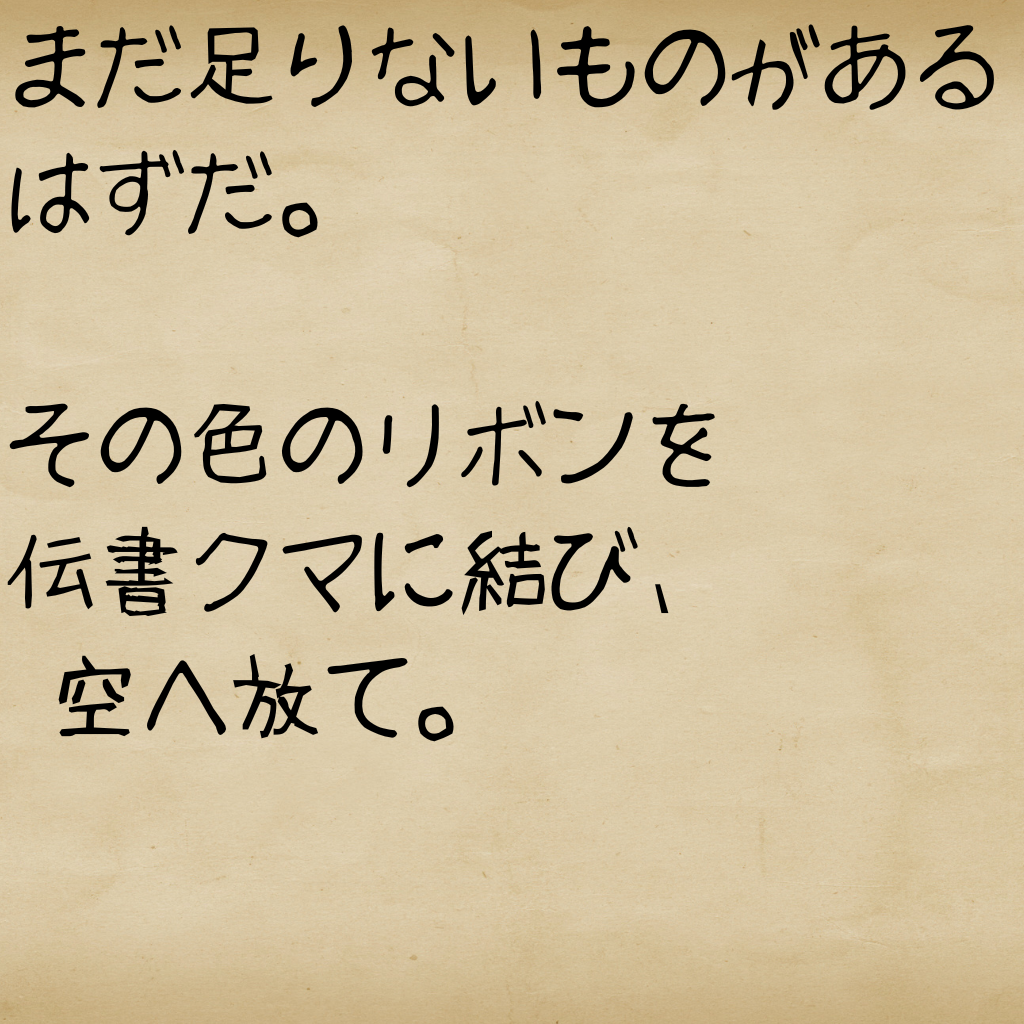 まだ足りないものがある
はずだ。
その色のリボンを
伝書クマに結び、
空へ放て。